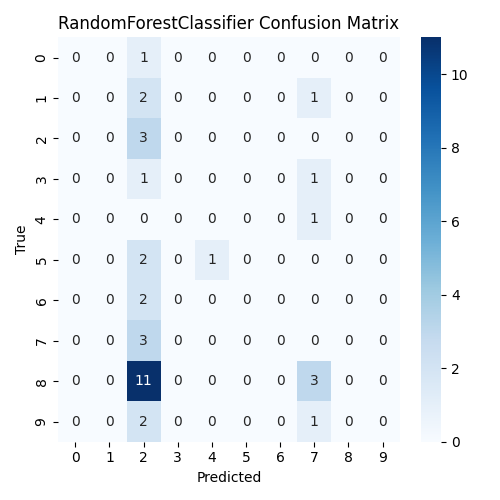 RandomForestClassifier Confusion Matrix
0 0 0 1 0 0 0 0 0 0 0
1 0 0 2 0 0 0 0 1 0 0
2 0 0 3 0 0 0 0 0 0 0
3 0 0 1 0 0 0 0 1 0 0
4 0 0 0 0 0 0 0 1 0 0
5 0 0 2 0 1 0 0 0 0 0
6 0 0 2 0 0 0 0 0 0 0
7 0 0 3 0 0 0 0 0 0 0
8 0 0 11 0 0 0 0 3 0 0
9 0 0 2 0 0 0 0 1 0 0
0 1 2 3 4 5 6 7 8 9
Predicted
True
10
8
6
4
2
0